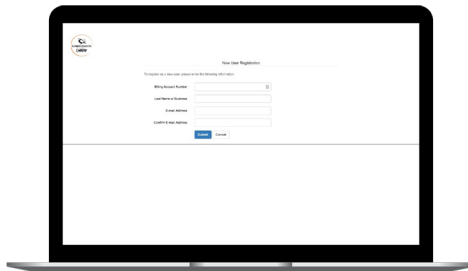 New User Registration
To register as a new user, please enter the following information.
Billing Account Number
Last Name or Business
E-mail Address
Confirm E-Mail Address
Submit Cancel